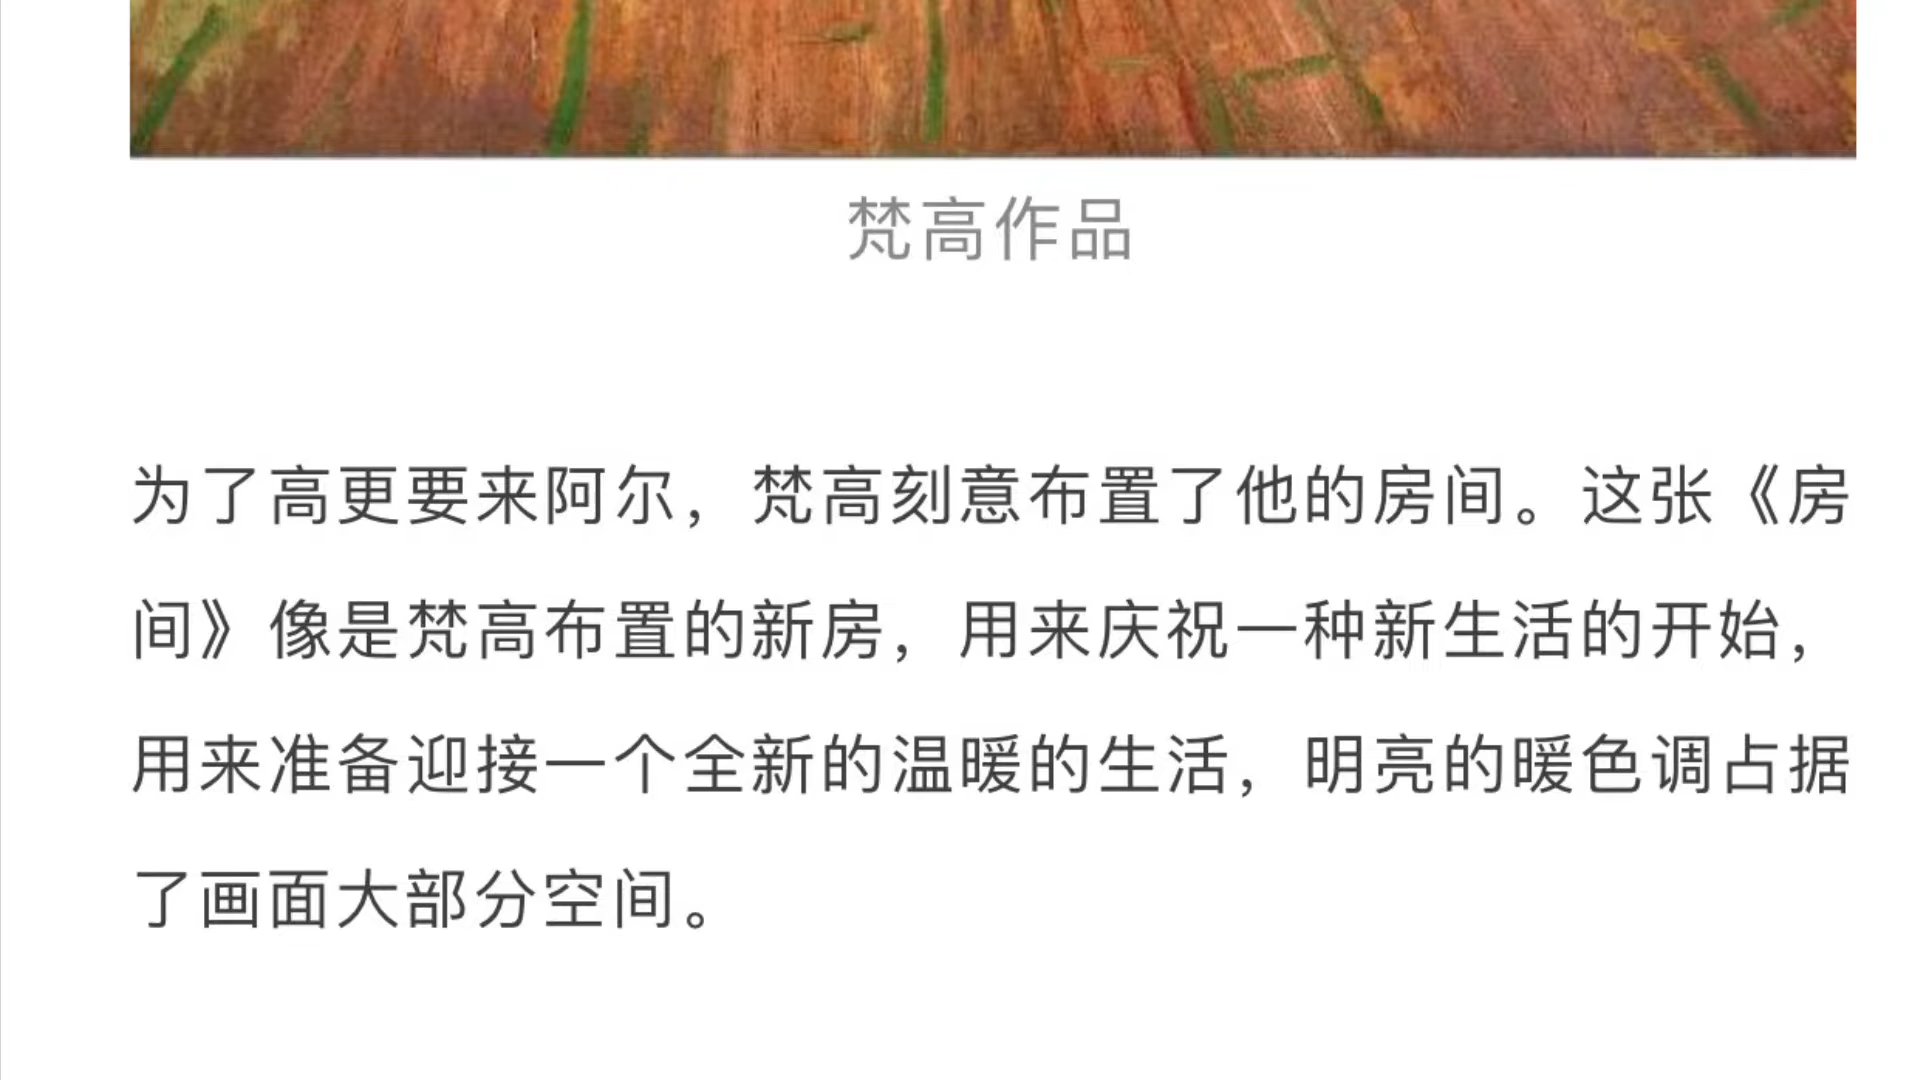 梵高作品
为了高更要来阿尔，梵高刻意布置了他的房间。这张《房
间》像是梵高布置的新房，用来庆祝一种新生活的开始，
用来准备迎接一个全新的温暖的生活，明亮的暖色调占据
了画面大部分空间。